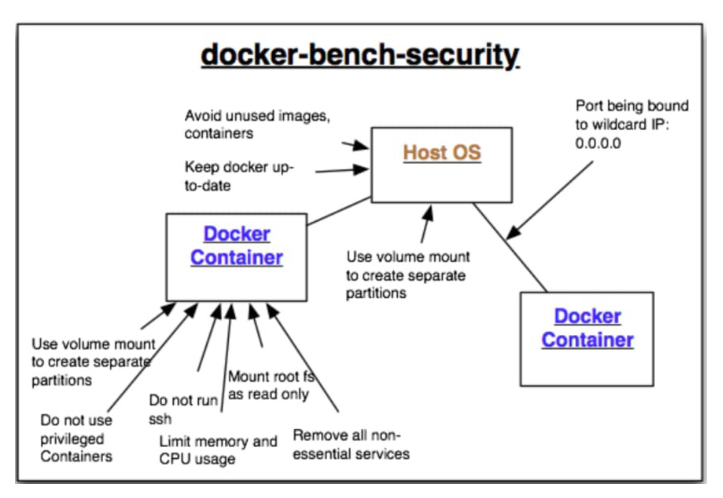 docker-bench-security
Avoid unused images,
containers
Keep docker up-
to-date
Host OS
Port being bound
to wildcard IP:
0.0.0.0
Docker
Container
Use volume mount
to create separate
partitions
Docker
Container
Use volume mount
to create separate
partitions
Do not use
privileged
Containers
Do not run
ssh
Limit memory and
CPU usage
Mount root fs
as read only
Remove all non-
essential services